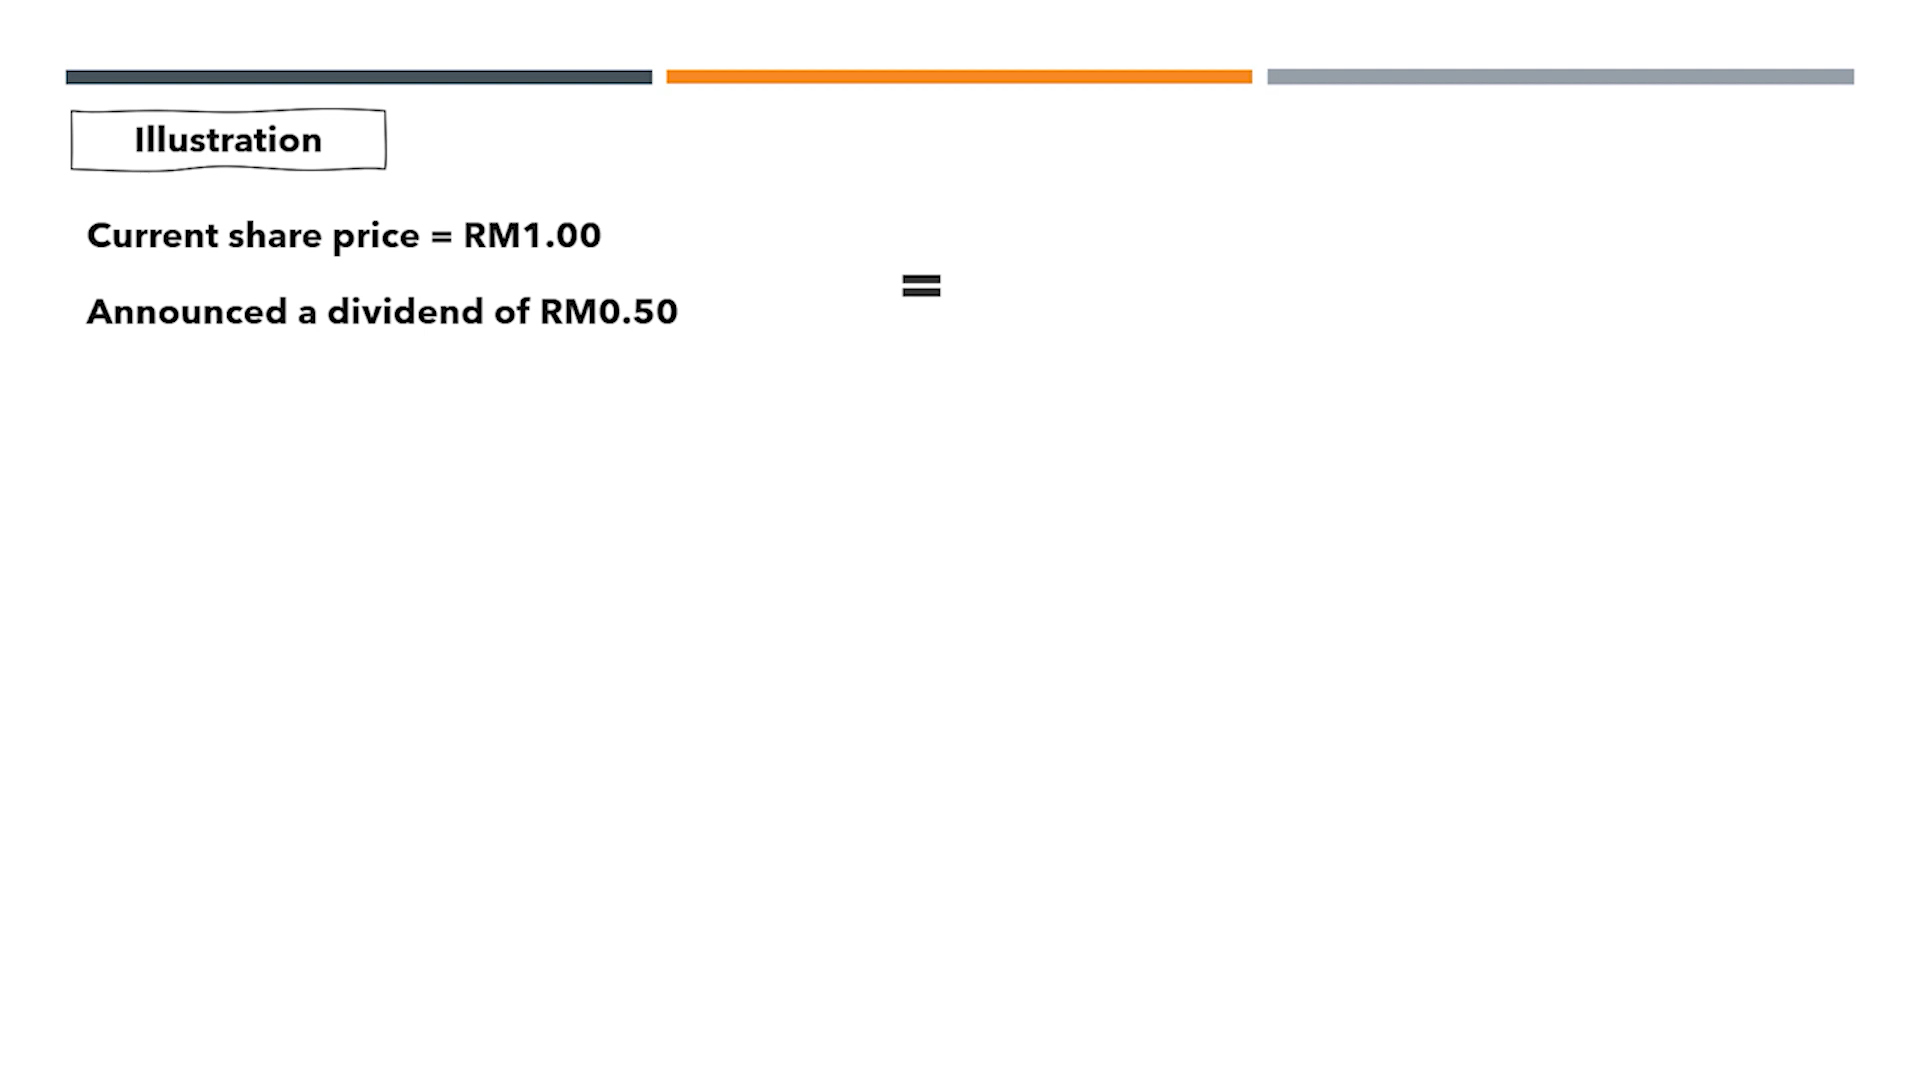 Illustration
Current share price = RM1.00
=
Announced a dividend of RM0.50